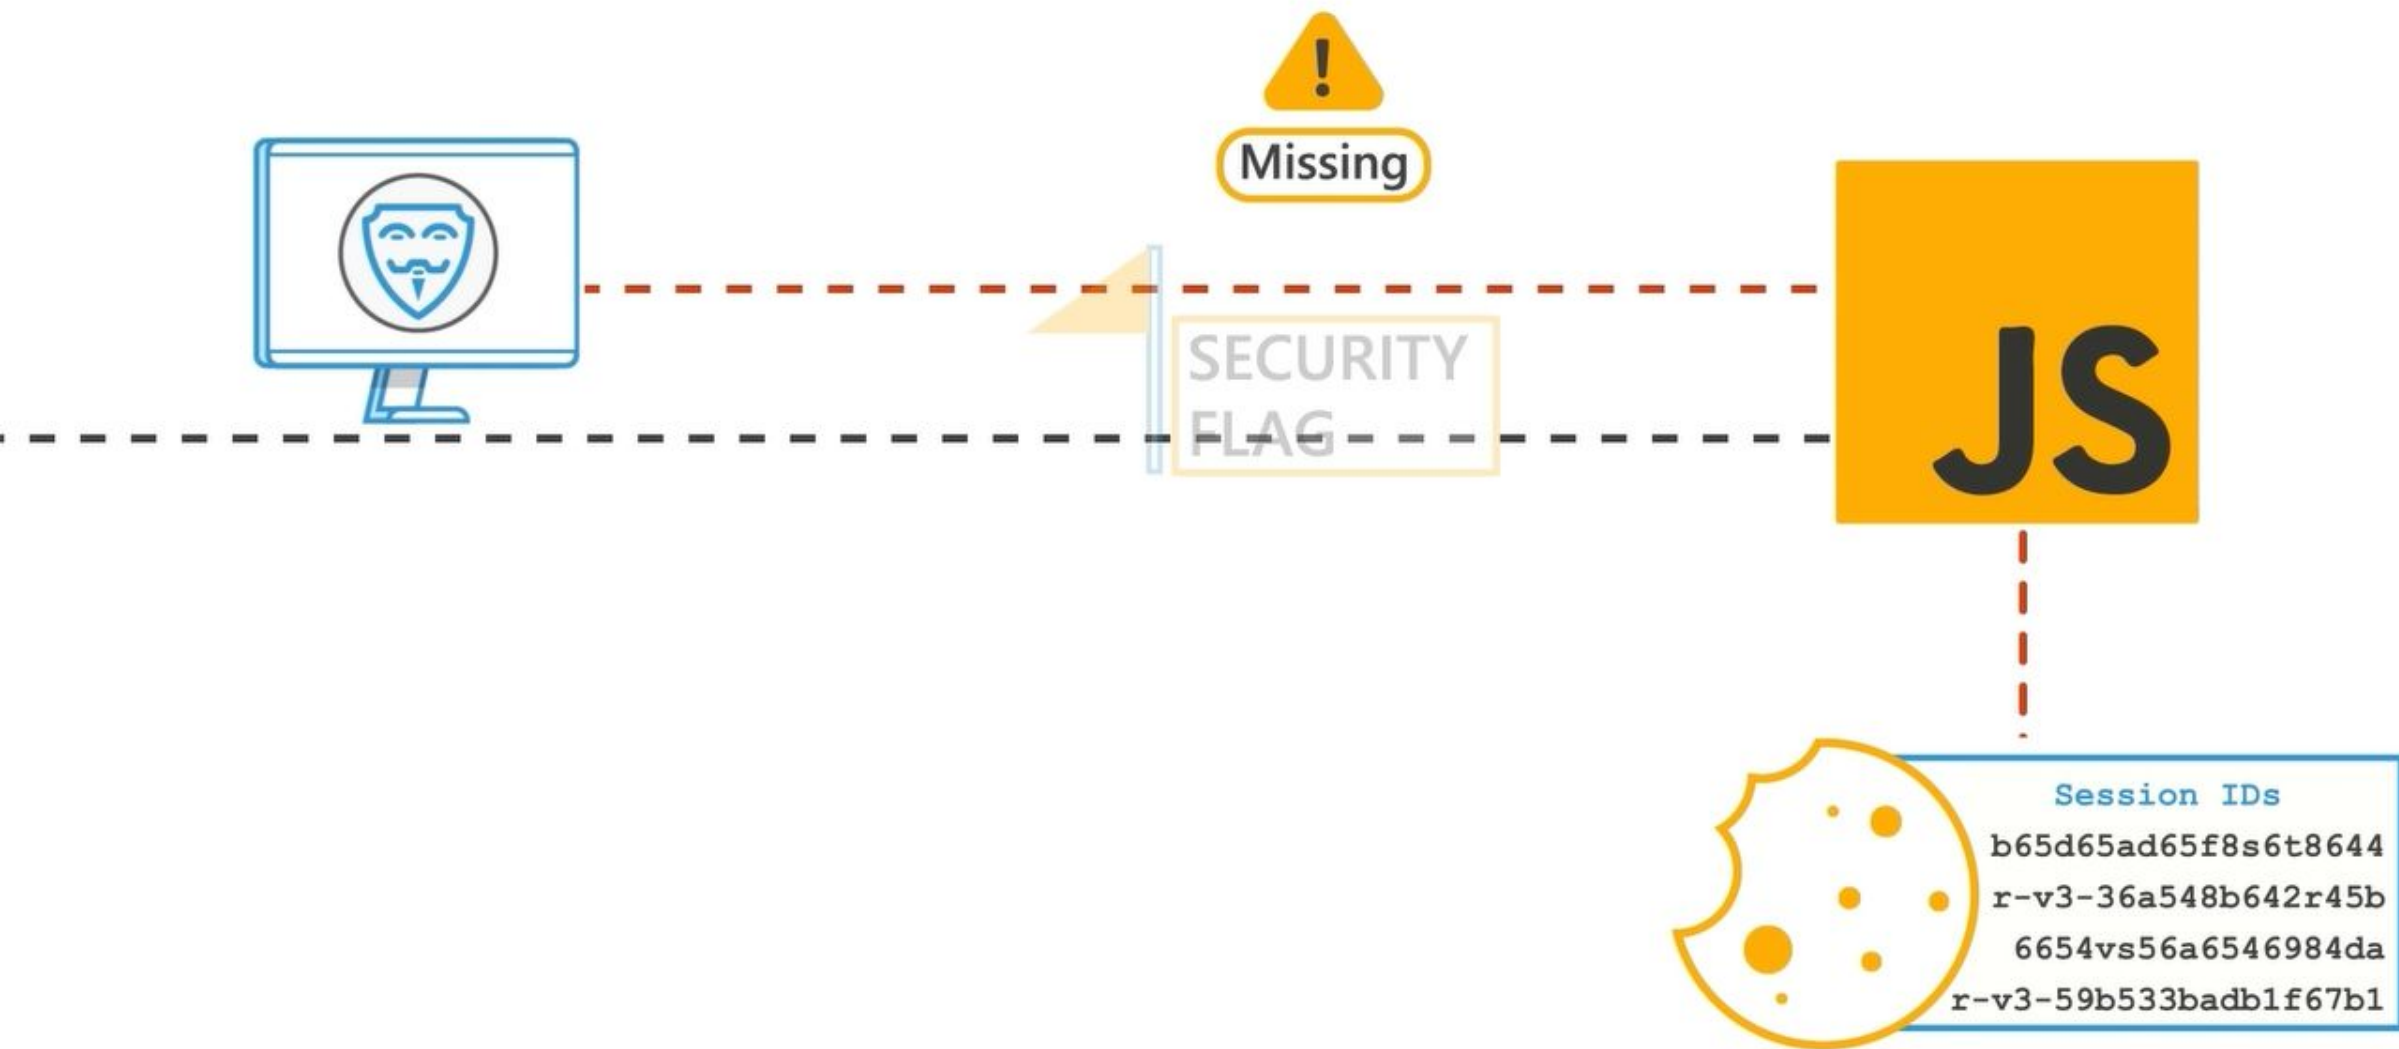 !
Missing
SECURITY
FLAG
JS
Session IDs
b65d65ad65f8s6t8644
r-v3-36a548b642r45b
6654vs56a6546984da
r-v3-59b533badb1f67b1